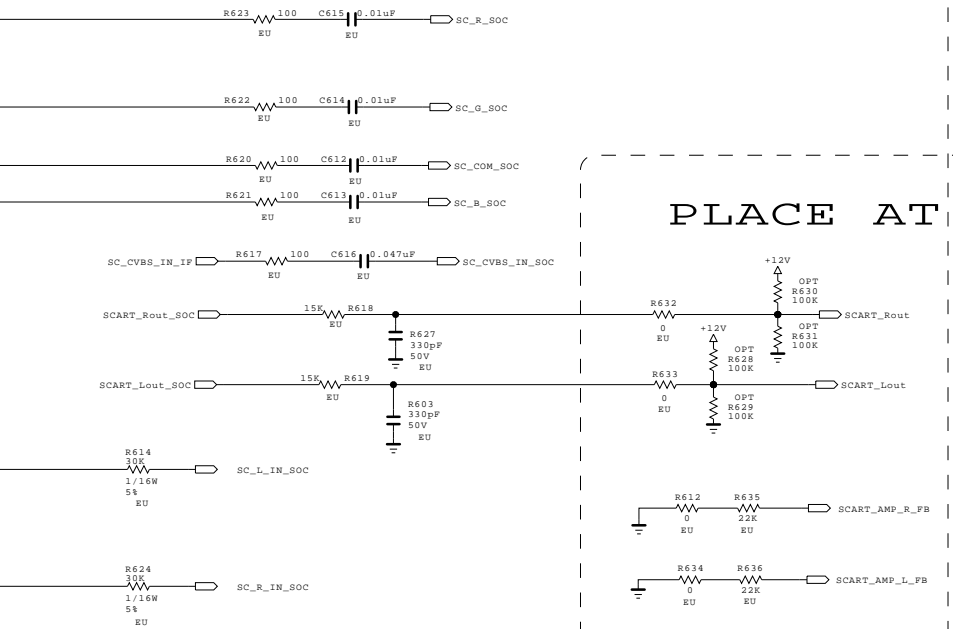 R623 100 C615 0.01uF SC_R_SOC
EU EU
R622 100 C614 0.01uF SC_G_SOC
EU EU
R620 100 C612 0.01uF SC_COM_SOC
EU EU
R621 100 C613 0.01uF SC_B_SOC
EU EU
PLACE AT
SC_CVBS_IN_IF R617 100 C616 0.047uF SC_CVBS_IN_SOC
EU EU
SCART_Rout_SOC 15K R618
EU
R627
330pF
50V
EU
R632
0
EU
+12V
OPT
R630
100K
SCART_Rout
OPT
R631
100K
SCART_Lout_SOC 15K R619
EU
R603
330pF
50V
EU
R633
0
EU
+12V
OPT
R628
100K
SCART_Lout
OPT
R629
100K
R614
30K
1/16W
5%
EU
SC_L_IN_SOC
R612 R635
0 22K
EU EU
SCART_AMP_R_FB
R624
30K
1/16W
5%
EU
SC_R_IN_SOC
R634 R636
0 22K
EU EU
SCART_AMP_L_FB